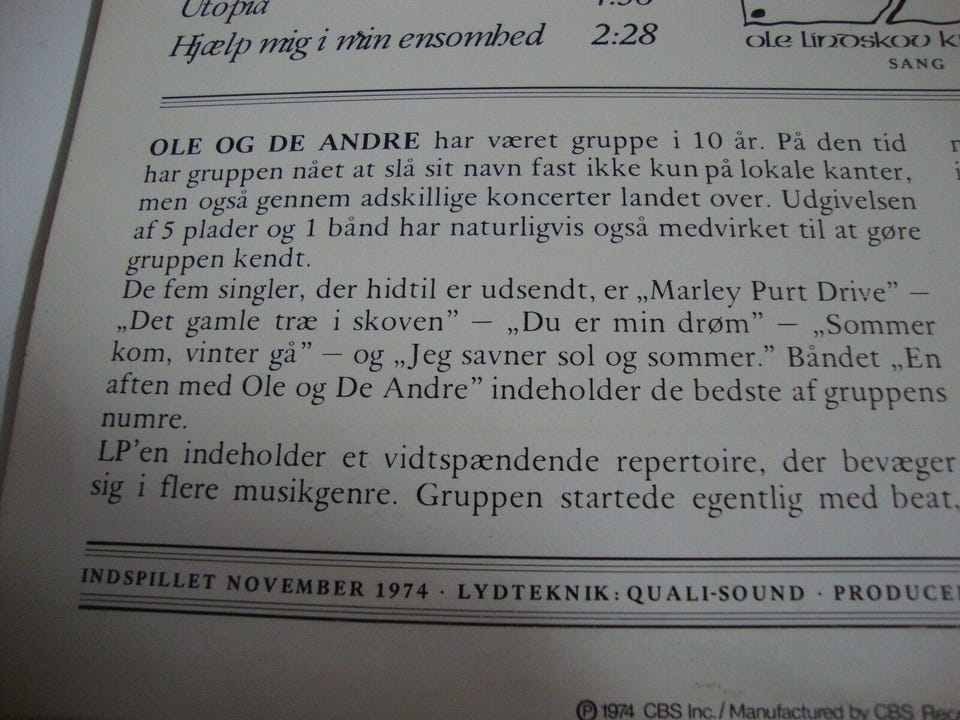 Utopia
Hjælp mig i min ensomhed 2:28
OLE LINDSKOV
SANG
OLE OG DE ANDRE har været gruppe i 10 år. På den tid
har gruppen nået at slå sit navn fast ikke kun på lokale kanter,
men også gennem adskillige koncerter landet over. Udgivelsen
af 5 plader og 1 bånd har naturligvis også medvirket til at gøre
gruppen kendt.
De fem singler, der hidtil er udsendt, er „Marley Purt Drive” –
„Det gamle træ i skoven” – „Du er min drøm” – „Sommer
kom, vinter gå” – og „Jeg savner sol og sommer.” Båndet „En
aften med Ole og De Andre” indeholder de bedste af gruppens
numre.
LP'en indeholder et vidtspændende repertoire, der bevæger
sig i flere musikgenre. Gruppen startede egentlig med beat,
INDSPILLET NOVEMBER 1974 · LYDTEKNIK: QUALI-SOUND ·
Ⓟ 1974 CBS Inc./Manufactured by CBS